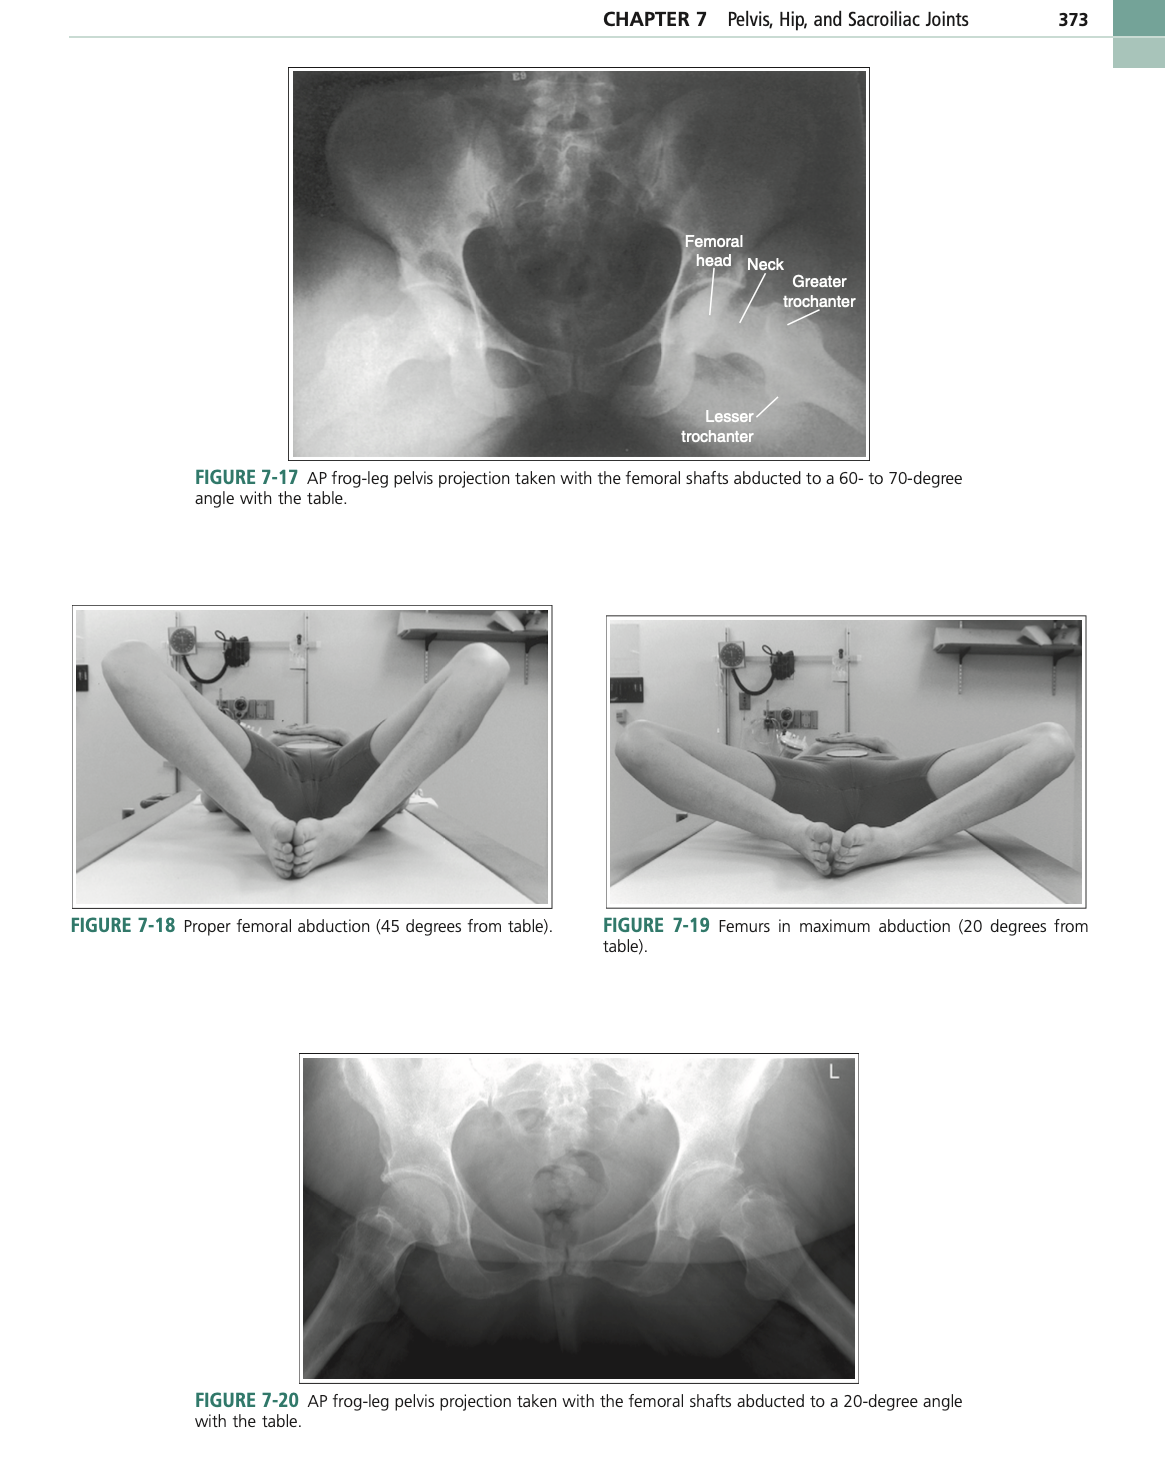 CHAPTER 7 Pelvis, Hip, and Sacroiliac Joints 373
Femoral
head
Neck
Greater
trochanter
Lesser
trochanter
FIGURE 7-17 AP frog-leg pelvis projection taken with the femoral shafts abducted to a 60- to 70-degree
angle with the table.
FIGURE 7-18 Proper femoral abduction (45 degrees from table).
FIGURE 7-19 Femurs in maximum abduction (20 degrees from
table).
L
FIGURE 7-20 AP frog-leg pelvis projection taken with the femoral shafts abducted to a 20-degree angle
with the table.